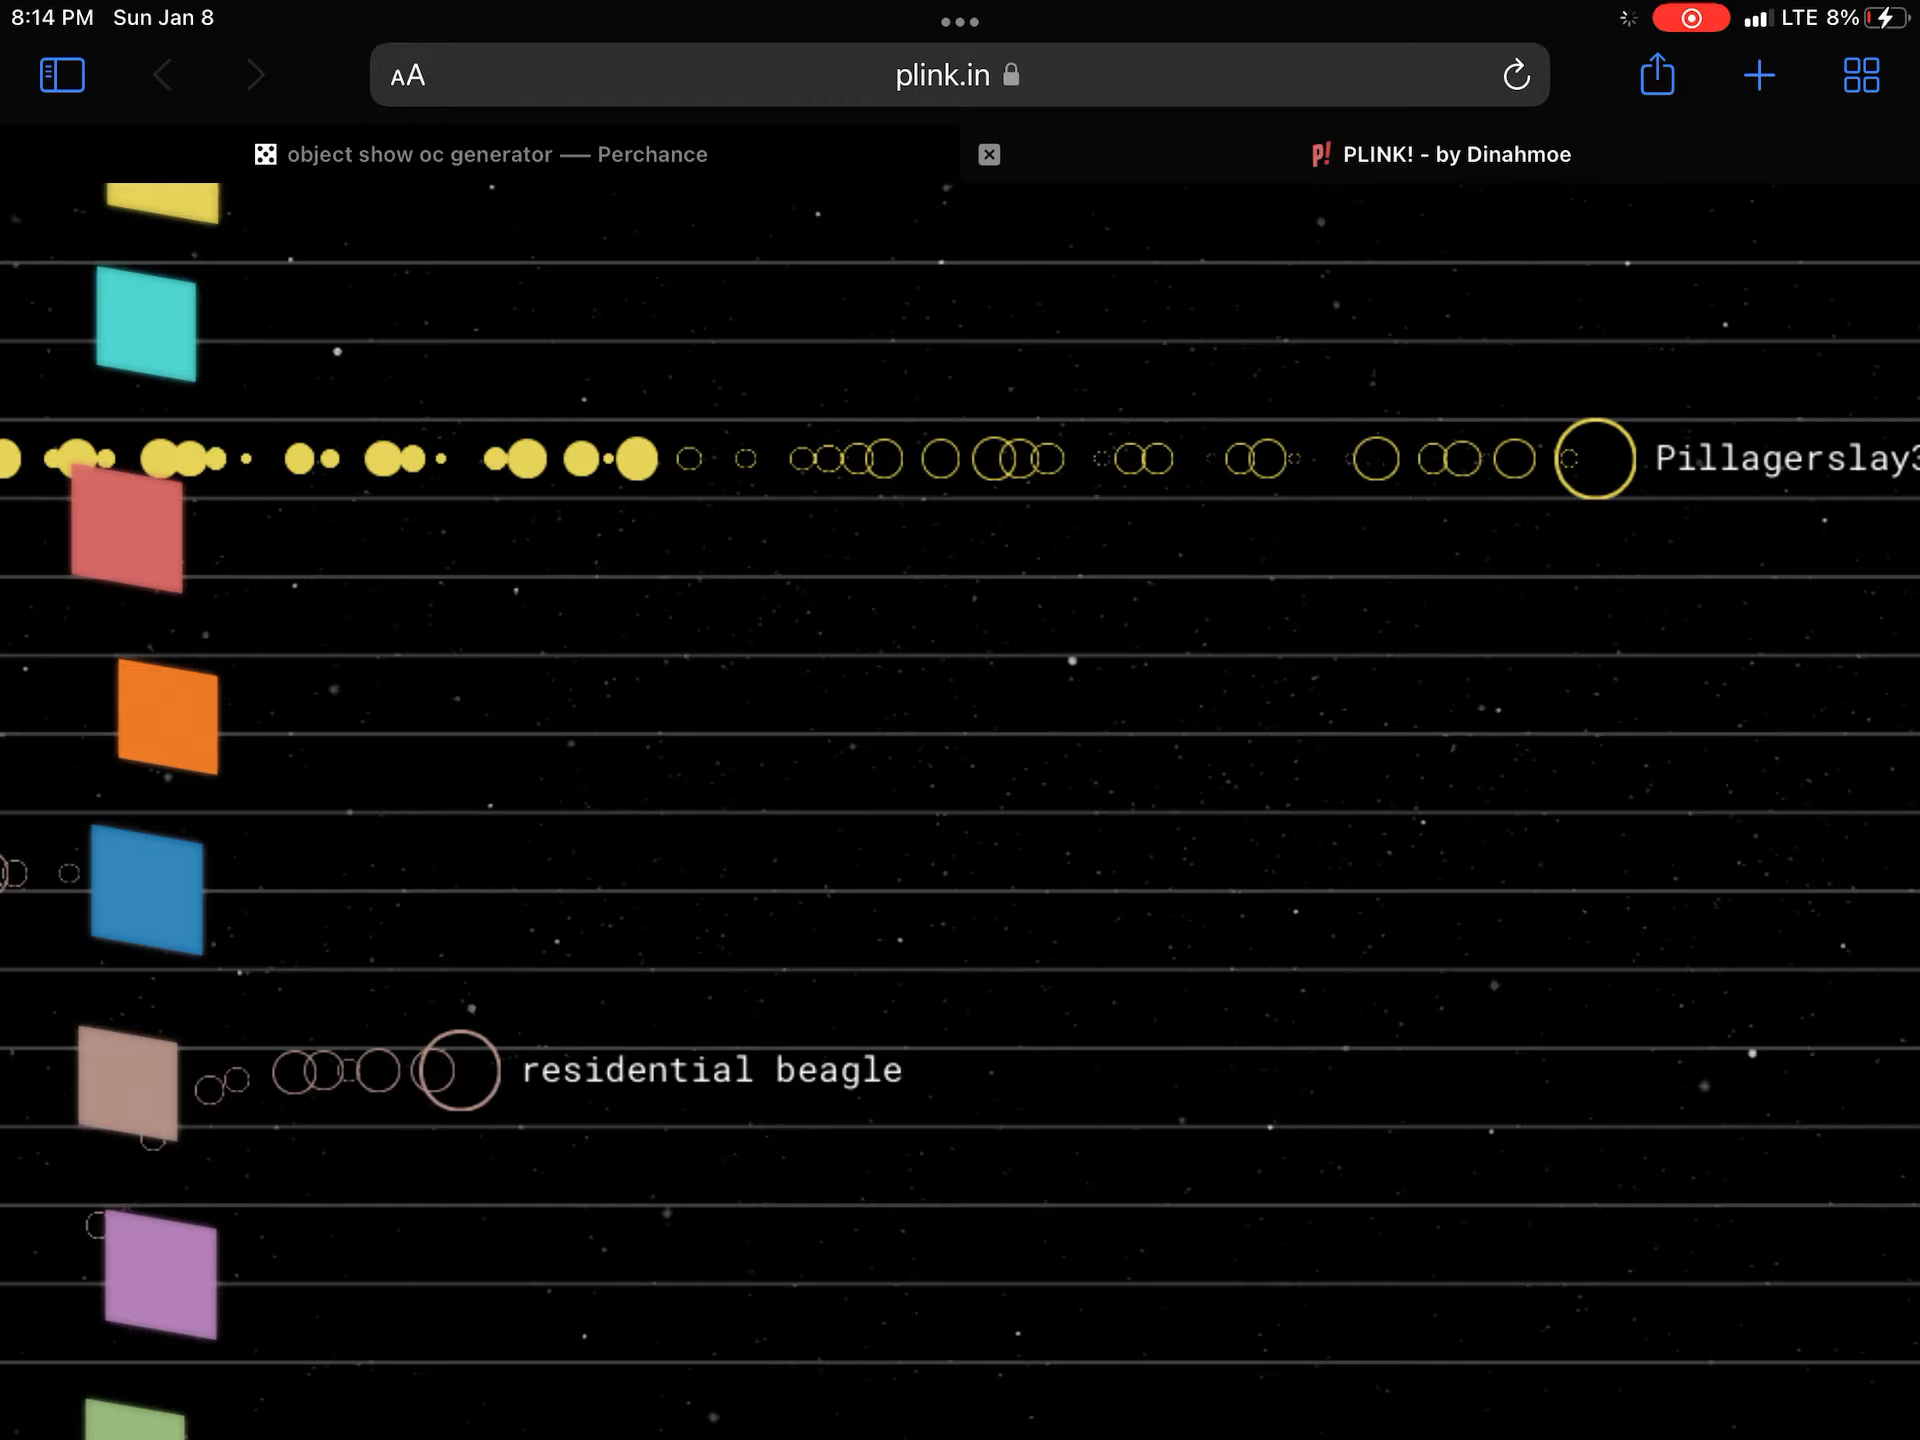 8:14 PM Sun Jan 8
LTE 8%
AA
plink.in
object show oc generator — Perchance
p! PLINK! - by Dinahmoe
Pillagerslay3
residential beagle